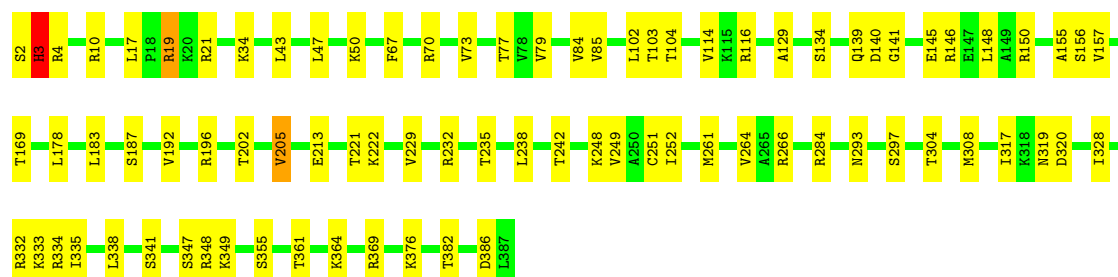 S2 H3 R4 R10 L17 P18 R19 K20 R21 K34 L43 L47 K50 F67 R70 V73 T77 V78 V79 V84 V85 L102 T103 T104 V114 K115 R116 A129 S134 Q139 D140 G141 E145 R146 E147 L148 A149 R150 A155 S156 V157
T169 L178 L183 S187 V192 R196 T202 V205 E213 T221 K222 V229 R232 T235 L238 T242 K248 V249 A250 C251 I252 M261 V264 A265 R266 R284 N293 S297 T304 M308 I317 K318 N319 D320 I328
R332 K333 R334 I335 L338 S341 S347 R348 K349 S355 T361 K364 R369 K376 T382 D386 L387